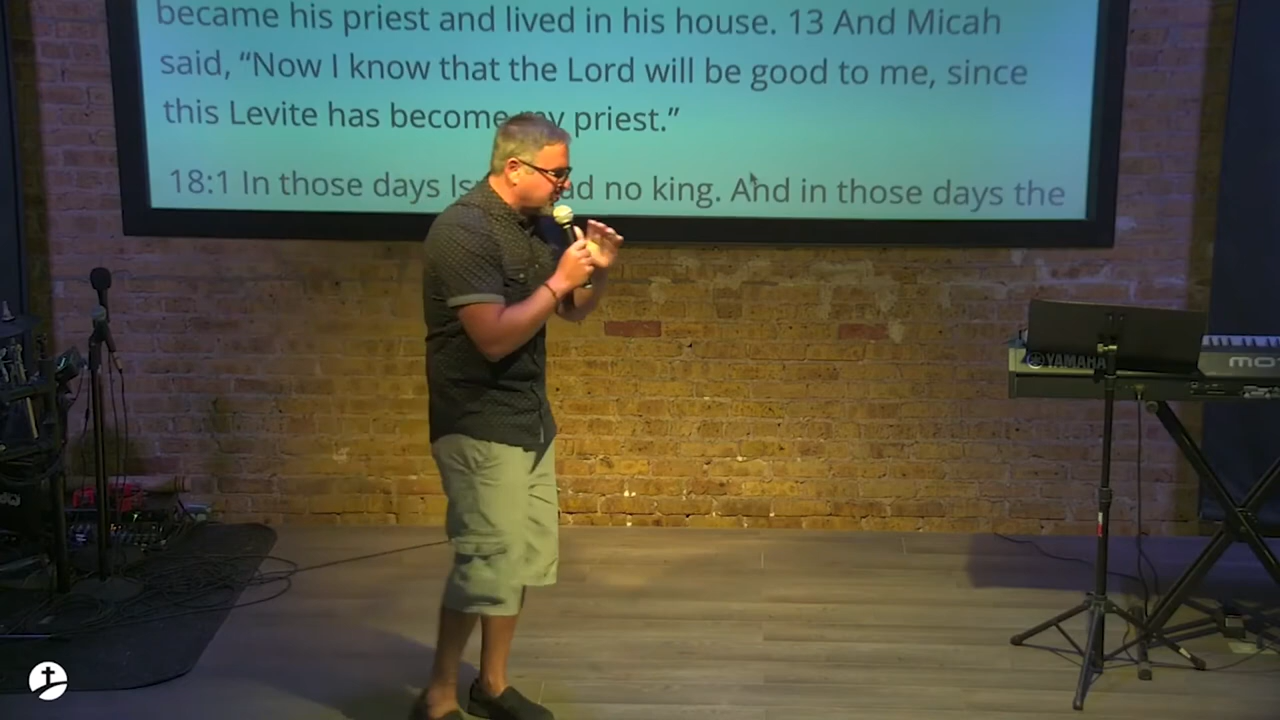 became his priest and lived in his house. 13 And Micah
said, “Now I know that the Lord will be good to me, since
this Levite has become my priest.”
18:1 In those days had no king. And in those days the
YAMAHA